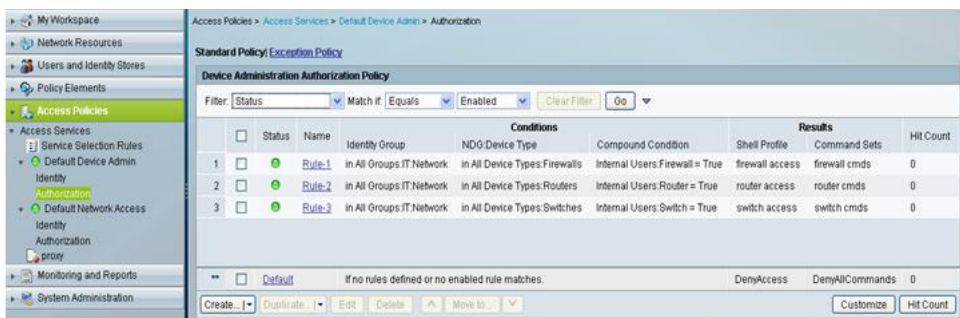 My Workspace
Network Resources
Users and Identity Stores
Policy Elements
Access Policies
Access Services
Service Selection Rules
Default Device Admin
Identity
Authorization
Default Network Access
Identity
Authorization
proxy
Monitoring and Reports
System Administration
Access Policies > Access Services > Default Device Admin > Authorization
Standard Policy| Exception Policy
Device Administration Authorization Policy
Filter: Status Match if: Equals Enabled Clear Filter Go
Conditions Results
Status Name Identity Group NDG:Device Type Compound Condition Shell Profile Command Sets Hit Count
1 Rule-1 in All Groups:IT:Network in All Device Types:Firewalls Internal Users:Firewall = True firewall access firewall cmds 0
2 Rule-2 in All Groups:IT:Network in All Device Types:Routers Internal Users:Router = True router access router cmds 0
3 Rule-3 in All Groups:IT:Network in All Device Types:Switches Internal Users:Switch = True switch access switch cmds 0
** Default If no rules defined or no enabled rule matches. DenyAccess DenyAllCommands 0
Create... Duplicate... Edit Delete Move to... Customize Hit Count